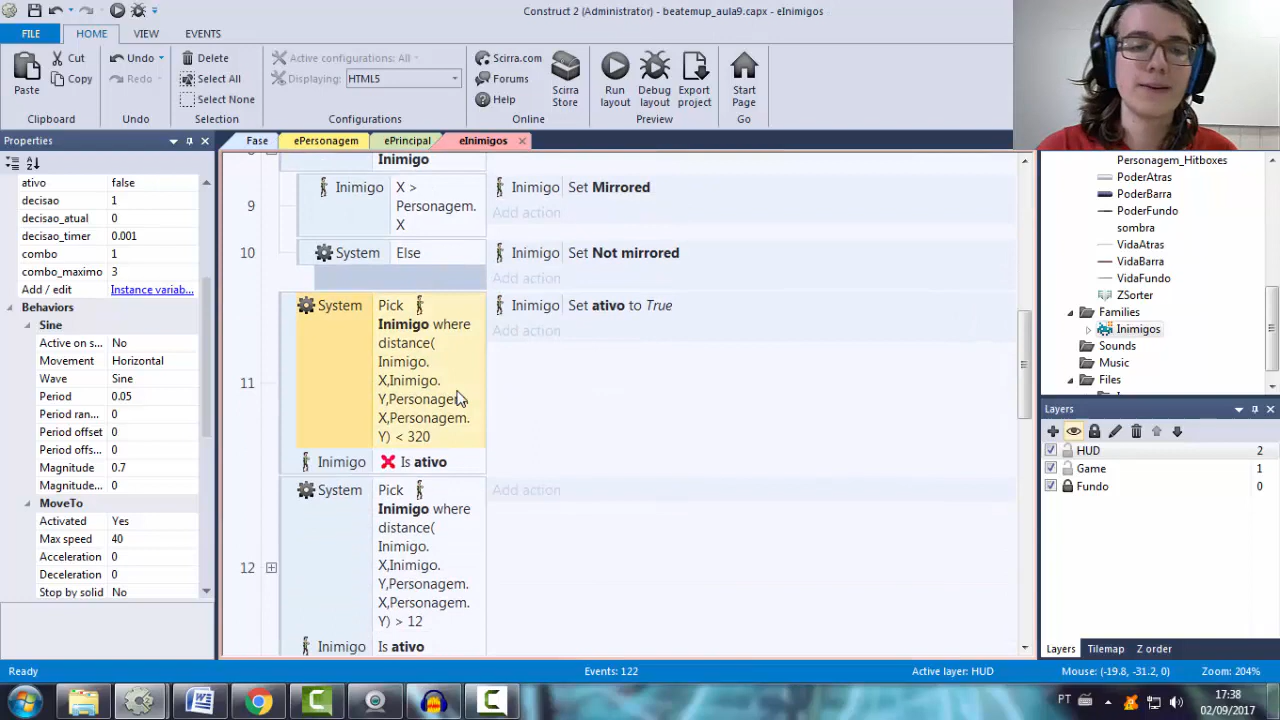 Construct 2 (Administrator) - beatemup_aula9.capx - eInimigos
FILE
HOME
VIEW
EVENTS
Paste
Cut
Copy
Clipboard
Undo
Redo
Undo
Delete
Select All
Select None
Selection
Active configurations: All
Displaying:
HTML5
Configurations
Scirra.com
Forums
Help
Scirra
Store
Online
Run
layout
Debug
layout
Export
project
Preview
Start
Page
Go
Properties
Fase
ePersonagem
ePrincipal
eInimigos
ativo false
decisao 1
decisao_atual 0
decisao_timer 0.001
combo 1
combo_maximo 3
Add / edit Instance variab...
Behaviors
Sine
Active on s... No
Movement Horizontal
Wave Sine
Period 0.05
Period ran... 0
Period offset 0
Period offs... 0
Magnitude 0.7
Magnitude... 0
MoveTo
Activated Yes
Max speed 40
Acceleration 0
Deceleration 0
Stop by solid No
Inimigo
9
Inimigo X >
Personagem.
X
Inimigo Set Mirrored
Add action
10
System Else
Inimigo Set Not mirrored
Add action
11
System Pick
Inimigo where
distance(
Inimigo.
X,Inimigo.
Y,Personagem.
X,Personagem.
Y) < 320
Inimigo Is ativo
Inimigo Set ativo to True
Add action
12
System Pick
Inimigo where
distance(
Inimigo.
X,Inimigo.
Y,Personagem.
X,Personagem.
Y) > 12
Inimigo Is ativo
Add action
Personagem_Hitboxes
PoderAtras
PoderBarra
PoderFundo
sombra
VidaAtras
VidaBarra
VidaFundo
ZSorter
Families
Inimigos
Sounds
Music
Files
Layers
HUD 2
Game 1
Fundo 0
Layers
Tilemap
Z order
Ready
Events: 122
Active layer: HUD
Mouse: (-19.8, -31.2, 0)
Zoom: 204%
PT
17:38
02/09/2017